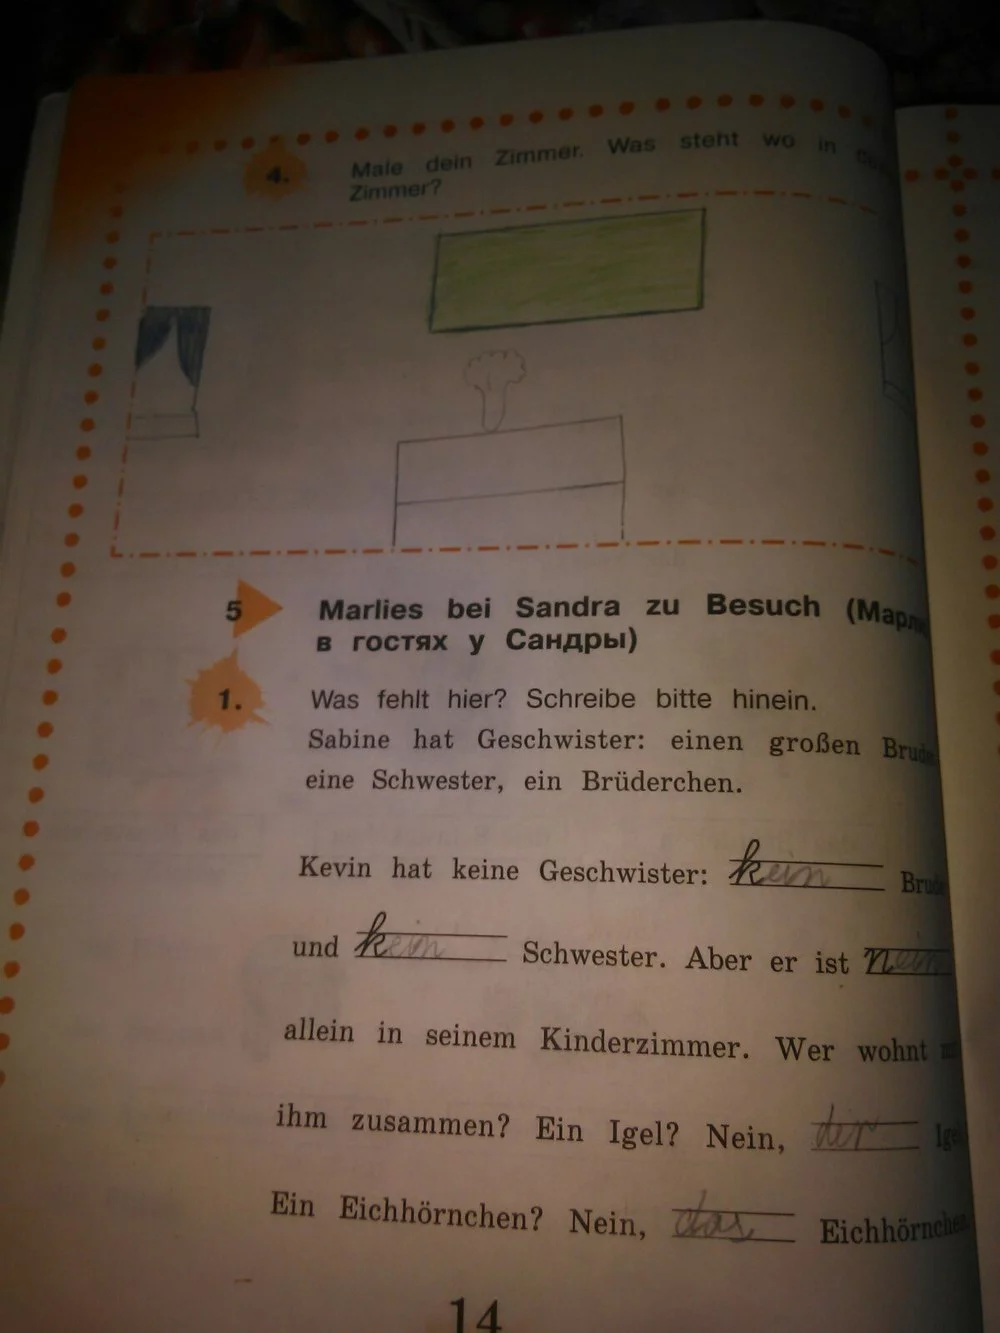 4. Male dein Zimmer. Was steht wo in
Zimmer?
5 Marlies bei Sandra zu Besuch
в гостях у Сандры)
1. Was fehlt hier? Schreibe bitte hinein.
Sabine hat Geschwister: einen großen
eine Schwester, ein Brüderchen.
Kevin hat keine Geschwister: kein
und kein Schwester. Aber er ist
allein in seinem Kinderzimmer. Wer wohnt
ihm zusammen? Ein Igel? Nein, der
Ein Eichhörnchen? Nein, das Eichhörnchen
14